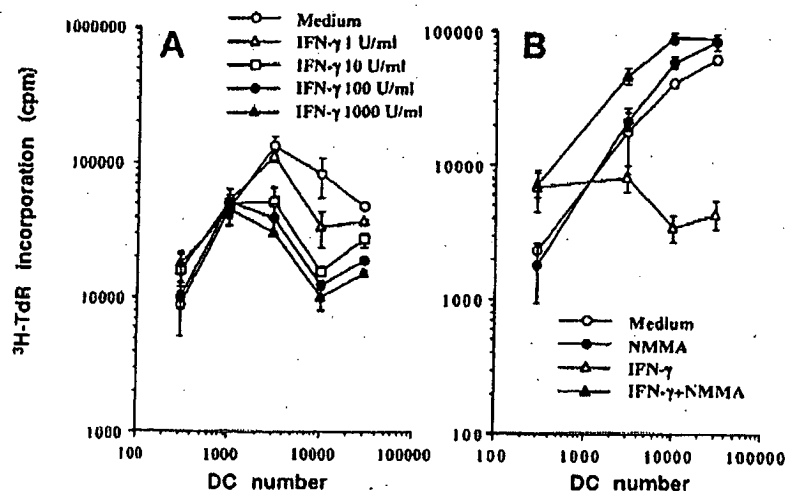 A
Medium
IFN-γ 1 U/ml
IFN-γ 10 U/ml
IFN-γ 100 U/ml
IFN-γ 1000 U/ml
1000000
100000
10000
1000
100
1000
10000
100000
DC number
³H-TdR incorporation (cpm)
B
100000
10000
1000
100
100
1000
10000
100000
DC number
Medium
NMMA
IFN-γ
IFN-γ+NMMA